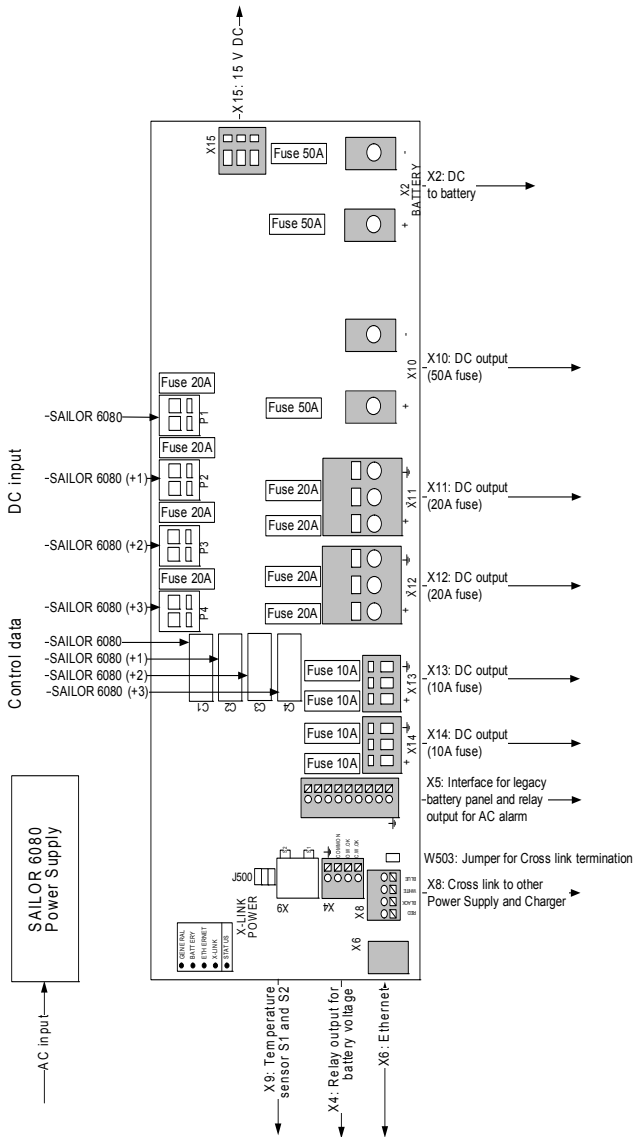 X15: 15 V DC
X15
Fuse 50A
-
X2
BATTERY
X2: DC
to battery
Fuse 50A
+
-
X10
X10: DC output
(50A fuse)
Fuse 50A
+
DC input
Fuse 20A
SAILOR 6080
P1
Fuse 20A
SAILOR 6080 (+1)
P2
Fuse 20A
SAILOR 6080 (+2)
P3
Fuse 20A
SAILOR 6080 (+3)
P4
Fuse 20A
Fuse 20A
X11
+
X11: DC output
(20A fuse)
Fuse 20A
Fuse 20A
X12
+
X12: DC output
(20A fuse)
Control data
SAILOR 6080
SAILOR 6080 (+1)
SAILOR 6080 (+2)
SAILOR 6080 (+3)
C1
C2
C3
C4
Fuse 10A
Fuse 10A
X13
+
X13: DC output
(10A fuse)
Fuse 10A
Fuse 10A
X14
+
X14: DC output
(10A fuse)
X5: Interface for legacy
battery panel and relay
output for AC alarm
W503: Jumper for Cross link termination
J500
S2
S1
X9
COMMON
X4
X8
BLUE
WHITE
BLACK
RED
X8: Cross link to other
Power Supply and Charger
X-LINK
POWER
X6
GENERAL
BATTERY
ETHERNET
X-LINK
STATUS
SAILOR 6080
Power Supply
AC input
X9: Temperature
sensor S1 and S2
X4: Relay output for
battery voltage
X6: Ethernet